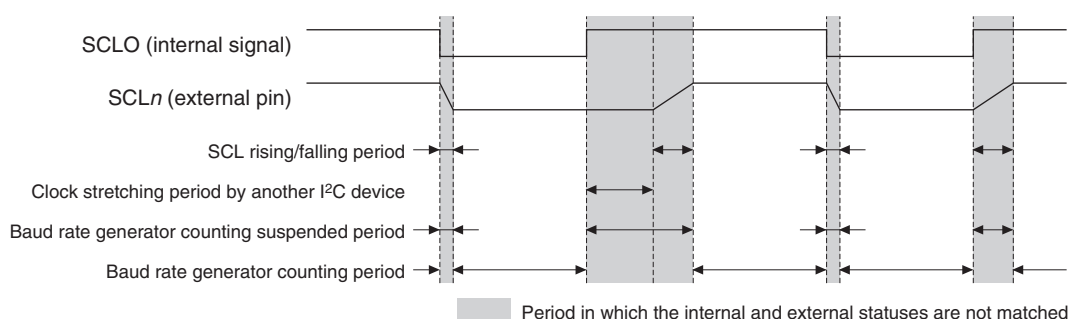 SCLO (internal signal)
SCLn (external pin)
SCL rising/falling period
Clock stretching period by another I²C device
Baud rate generator counting suspended period
Baud rate generator counting period
Period in which the internal and external statuses are not matched